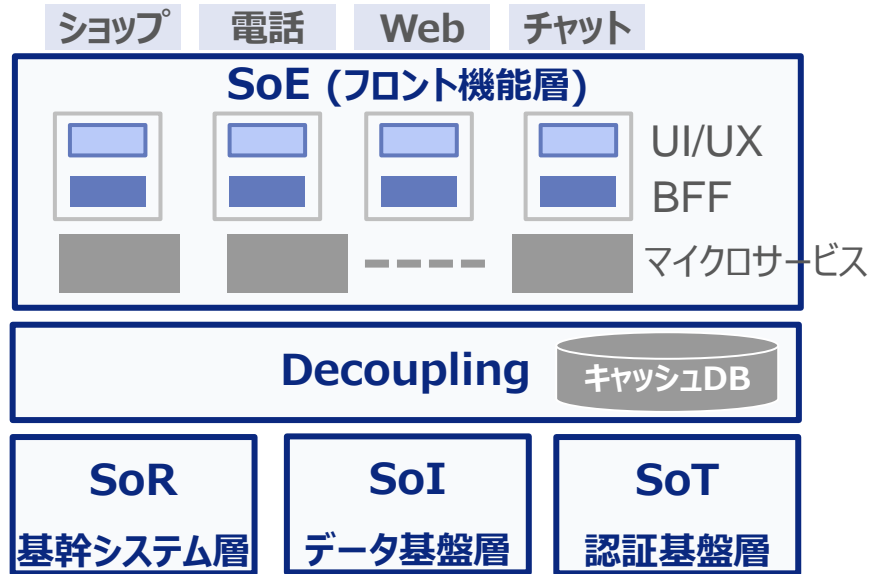 ショップ 電話 Web チャット
SoE (フロント機能層)
UI/UX
BFF
マイクロサービス
Decoupling キャッシュDB
SoR SoI SoT
基幹システム層 データ基盤層 認証基盤層